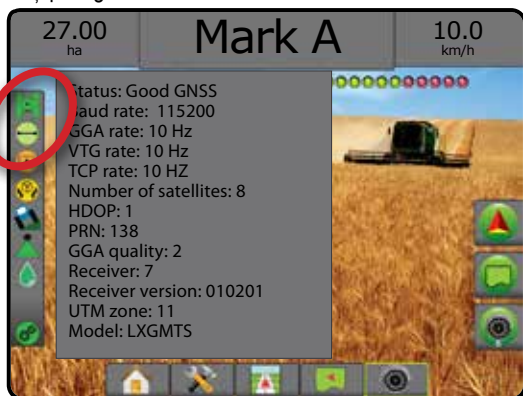 27.00
ha
Mark A
10.0
km/h
Status: Good GNSS
Baud rate: 115200
GGA rate: 10 Hz
VTG rate: 10 Hz
TCP rate: 10 HZ
Number of satellites: 8
HDOP: 1
PRN: 138
GGA quality: 2
Receiver: 7
Receiver version: 010201
UTM zone: 11
Model: LXGMTS